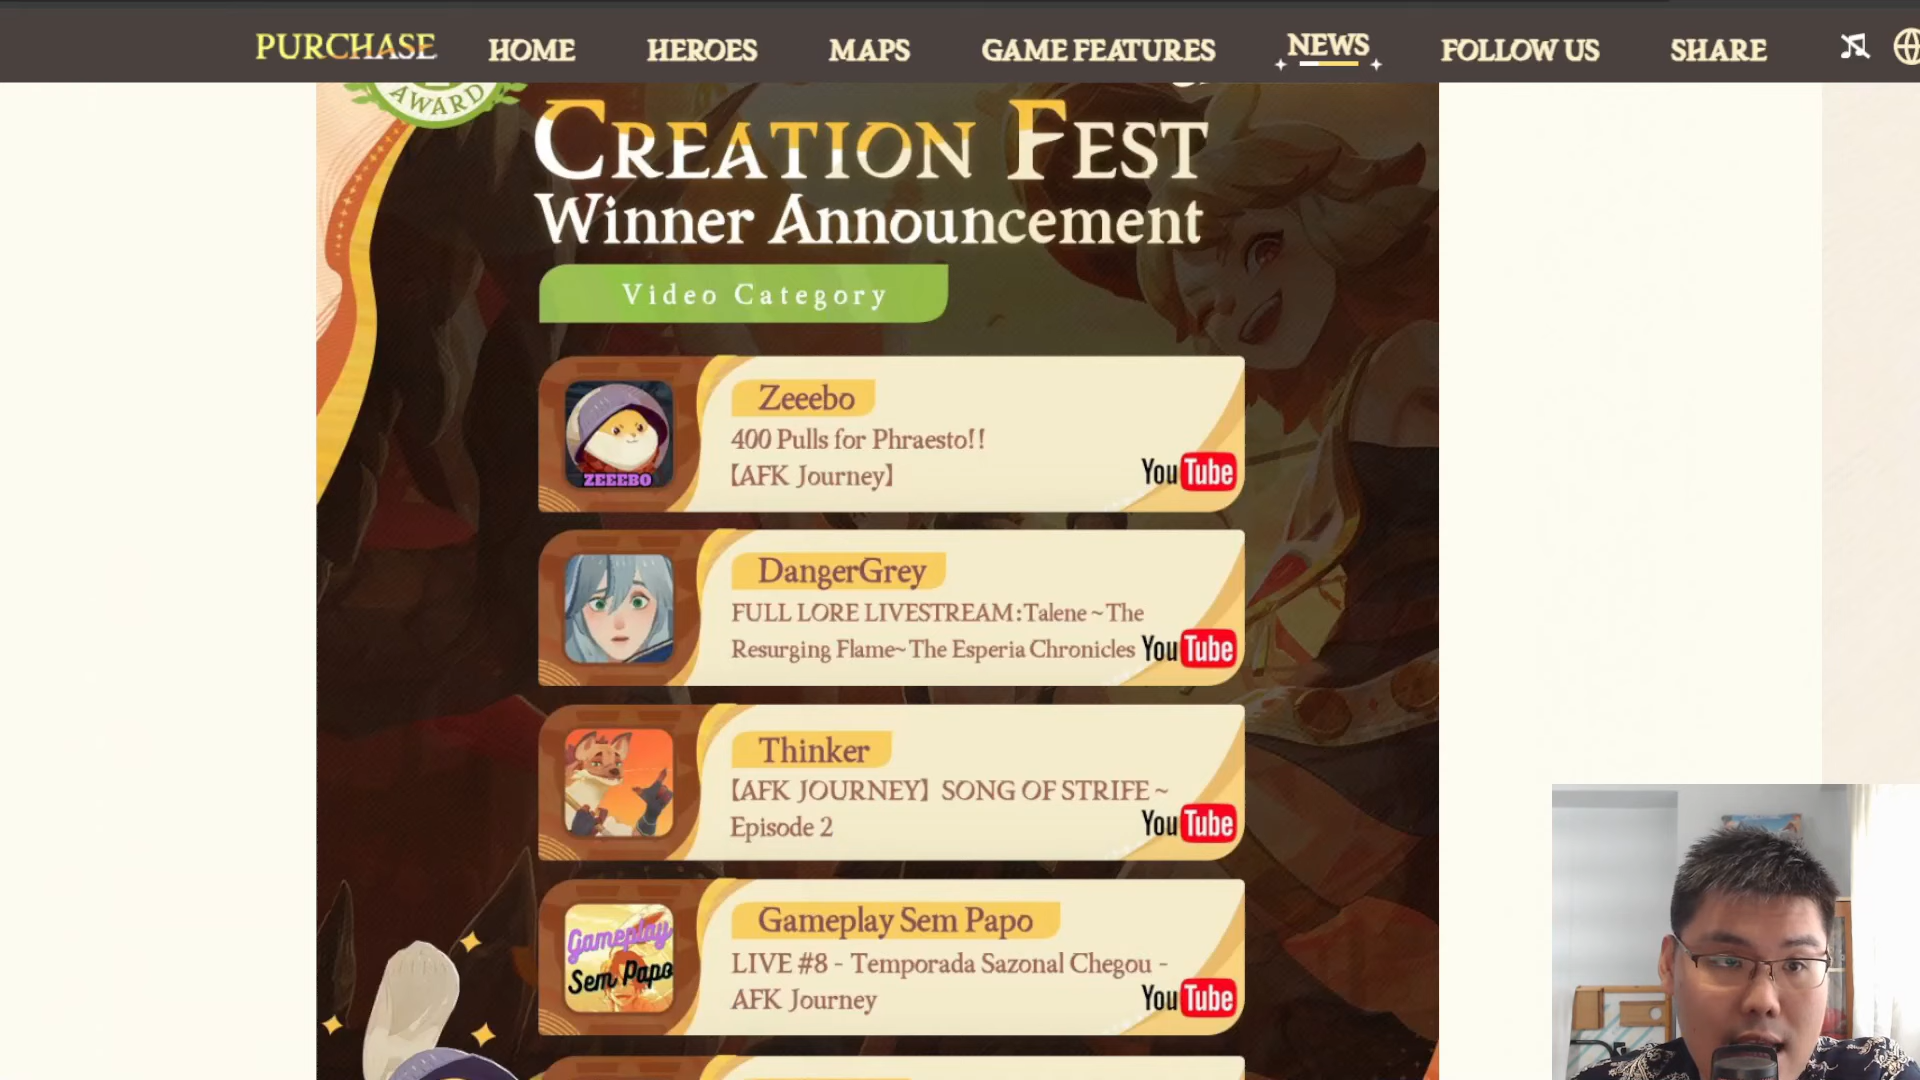 PURCHASE
HOME
HEROES
MAPS
GAME FEATURES
NEWS
FOLLOW US
SHARE
AWARD
CREATION FEST
Winner Announcement
Video Category
ZEEEBO
Zeeebo
400 Pulls for Phraesto!!
【AFK Journey】
YouTube
DangerGrey
FULL LORE LIVESTREAM:Talene ~The
Resurging Flame~The Esperia Chronicles
YouTube
Thinker
【AFK JOURNEY】 SONG OF STRIFE ~
Episode 2
YouTube
Gameplay
Sem Papo
Gameplay Sem Papo
LIVE #8 - Temporada Sazonal Chegou -
AFK Journey
YouTube